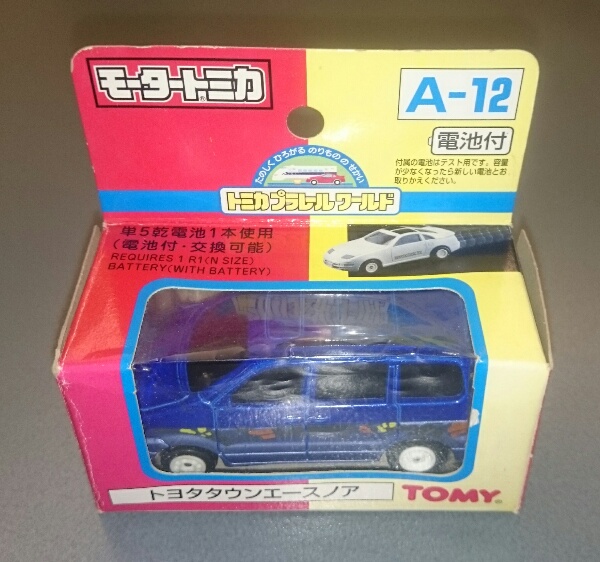 モータートミカ®
A-12
電池付
付属の電池はテスト用です。容量
が少なくなったら新しい電池とお
取りかえください。
たのしくひろがる のりものの せかい
トミカプラレールワールド
単5乾電池1本使用
(電池付・交換可能)
REQUIRES 1 R1(N SIZE)
BATTERY(WITH BATTERY)
トヨタタウンエースノア
TOMY®